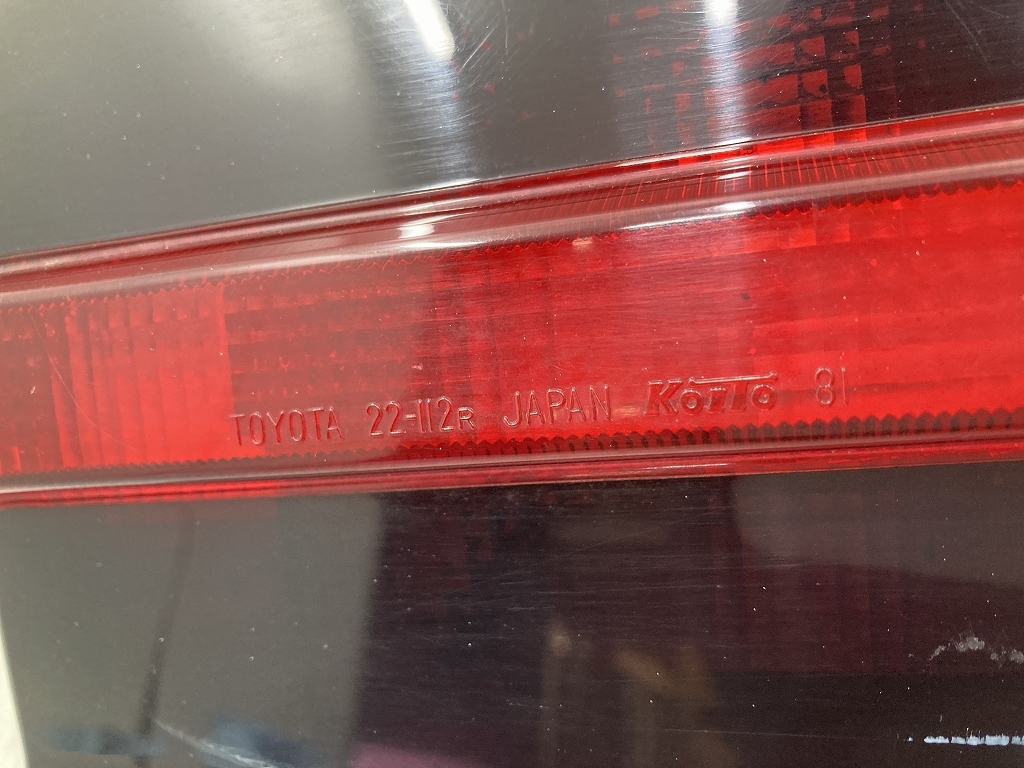 TOYOTA 22-112R JAPAN KOITO 81